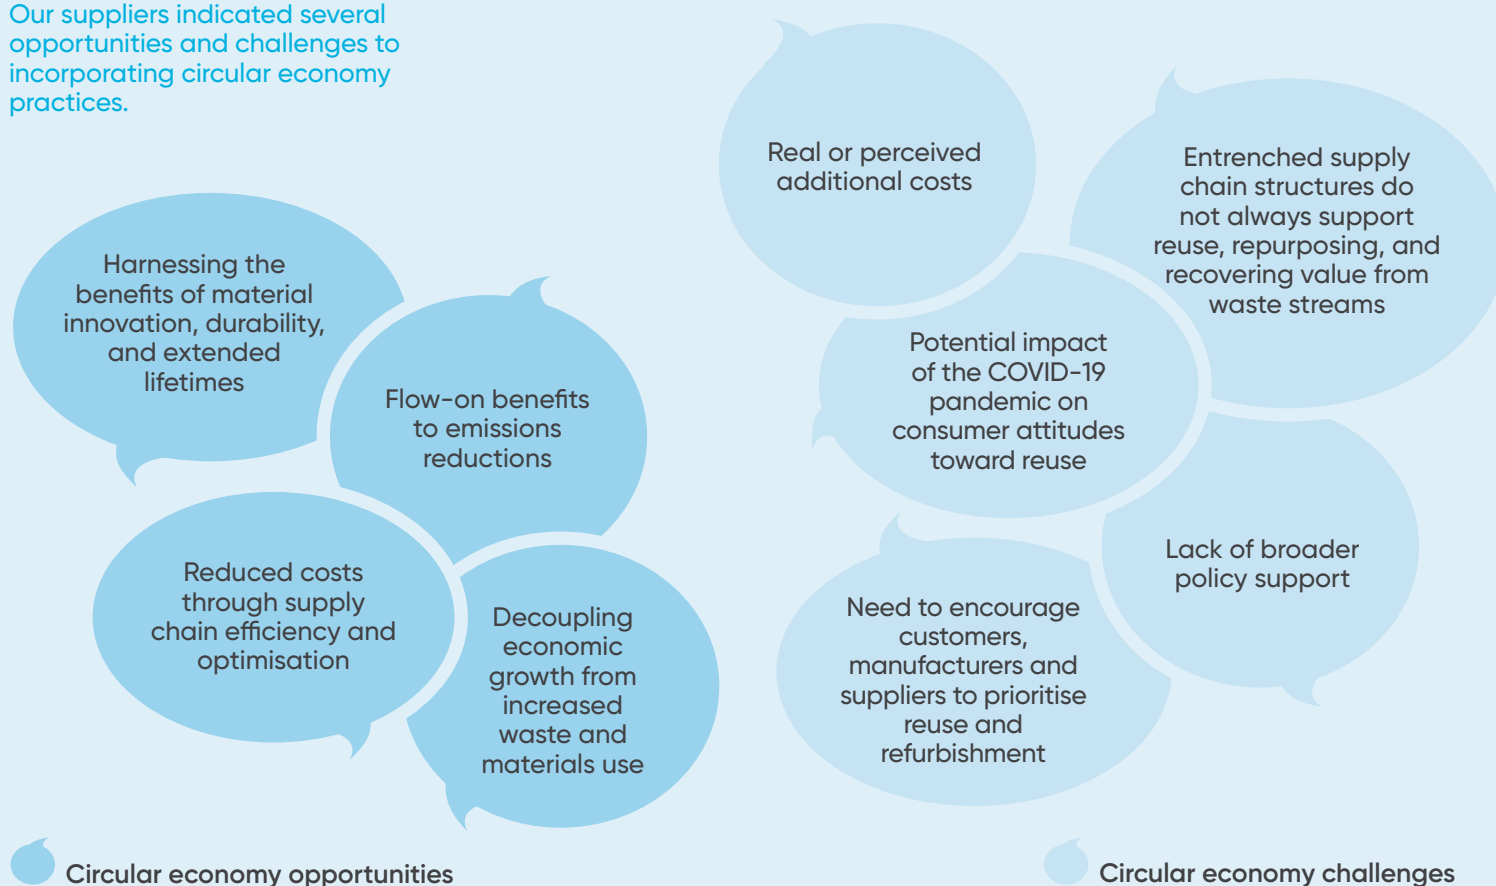 Our suppliers indicated several
opportunities and challenges to
incorporating circular economy
practices.
Harnessing the
benefits of material
innovation, durability,
and extended
lifetimes
Flow-on benefits
to emissions
reductions
Reduced costs
through supply
chain efficiency and
optimisation
Decoupling
economic
growth from
increased
waste and
materials use
Real or perceived
additional costs
Entrenched supply
chain structures do
not always support
reuse, repurposing, and
recovering value from
waste streams
Potential impact
of the COVID-19
pandemic on
consumer attitudes
toward reuse
Lack of broader
policy support
Need to encourage
customers,
manufacturers and
suppliers to prioritise
reuse and
refurbishment
Circular economy opportunities
Circular economy challenges